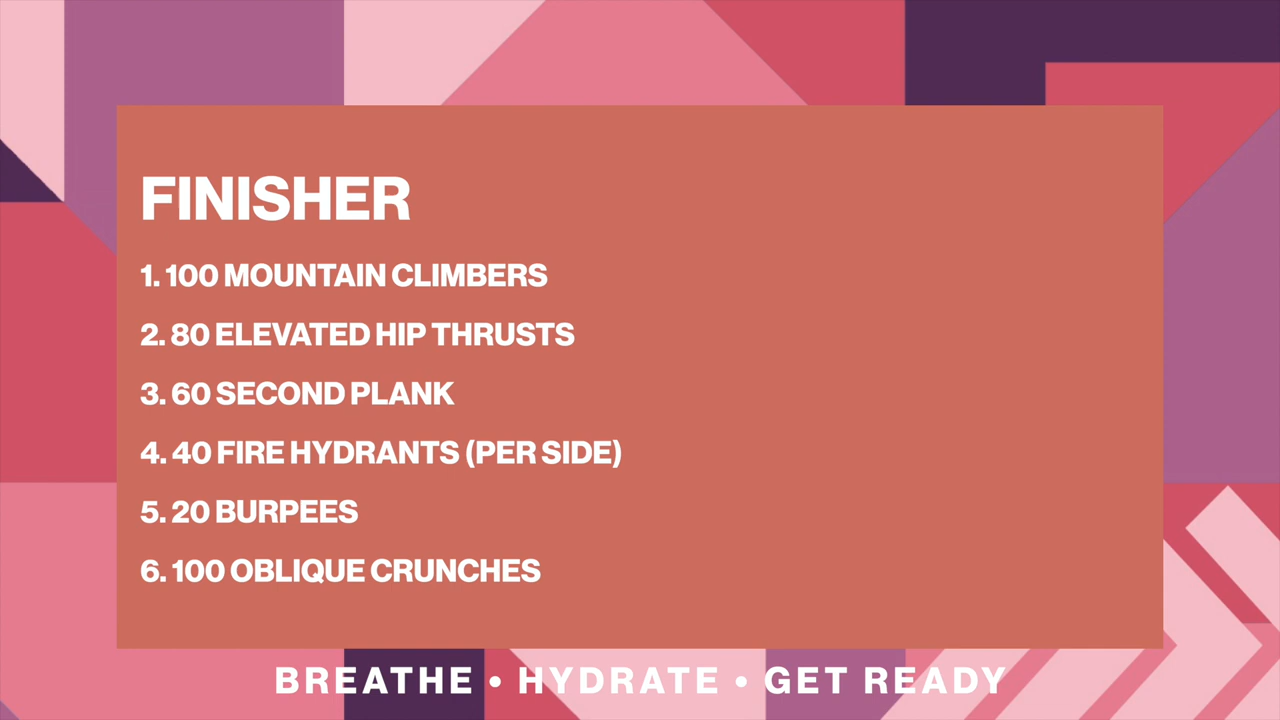 FINISHER
1. 100 MOUNTAIN CLIMBERS
2. 80 ELEVATED HIP THRUSTS
3. 60 SECOND PLANK
4. 40 FIRE HYDRANTS (PER SIDE)
5. 20 BURPEES
6. 100 OBLIQUE CRUNCHES
BREATHE • HYDRATE • GET READY